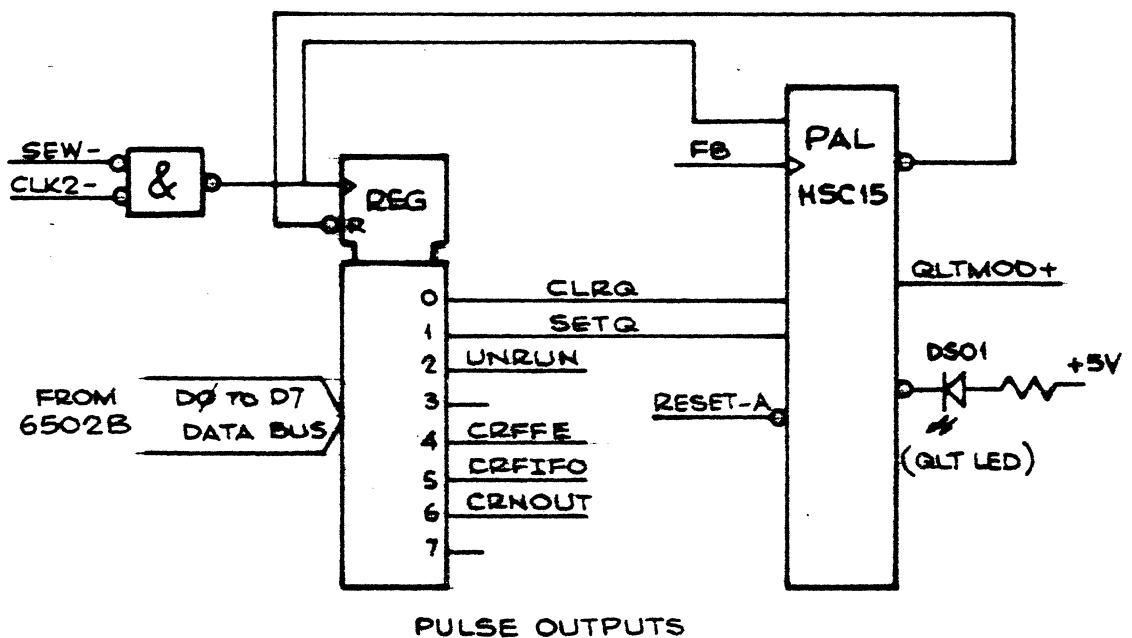 SEW-
CLK2-
&
REG
R
F8
PAL
HSC15
QLTMOD+
0
CLRQ
1
SETQ
2
UNRUN
3
4
CRFFE
5
CRFIFO
6
CRNOUT
7
FROM
6502B
DØ TO D7
DATA BUS
RESET-A
DS01
+5V
(QLT LED)
PULSE OUTPUTS